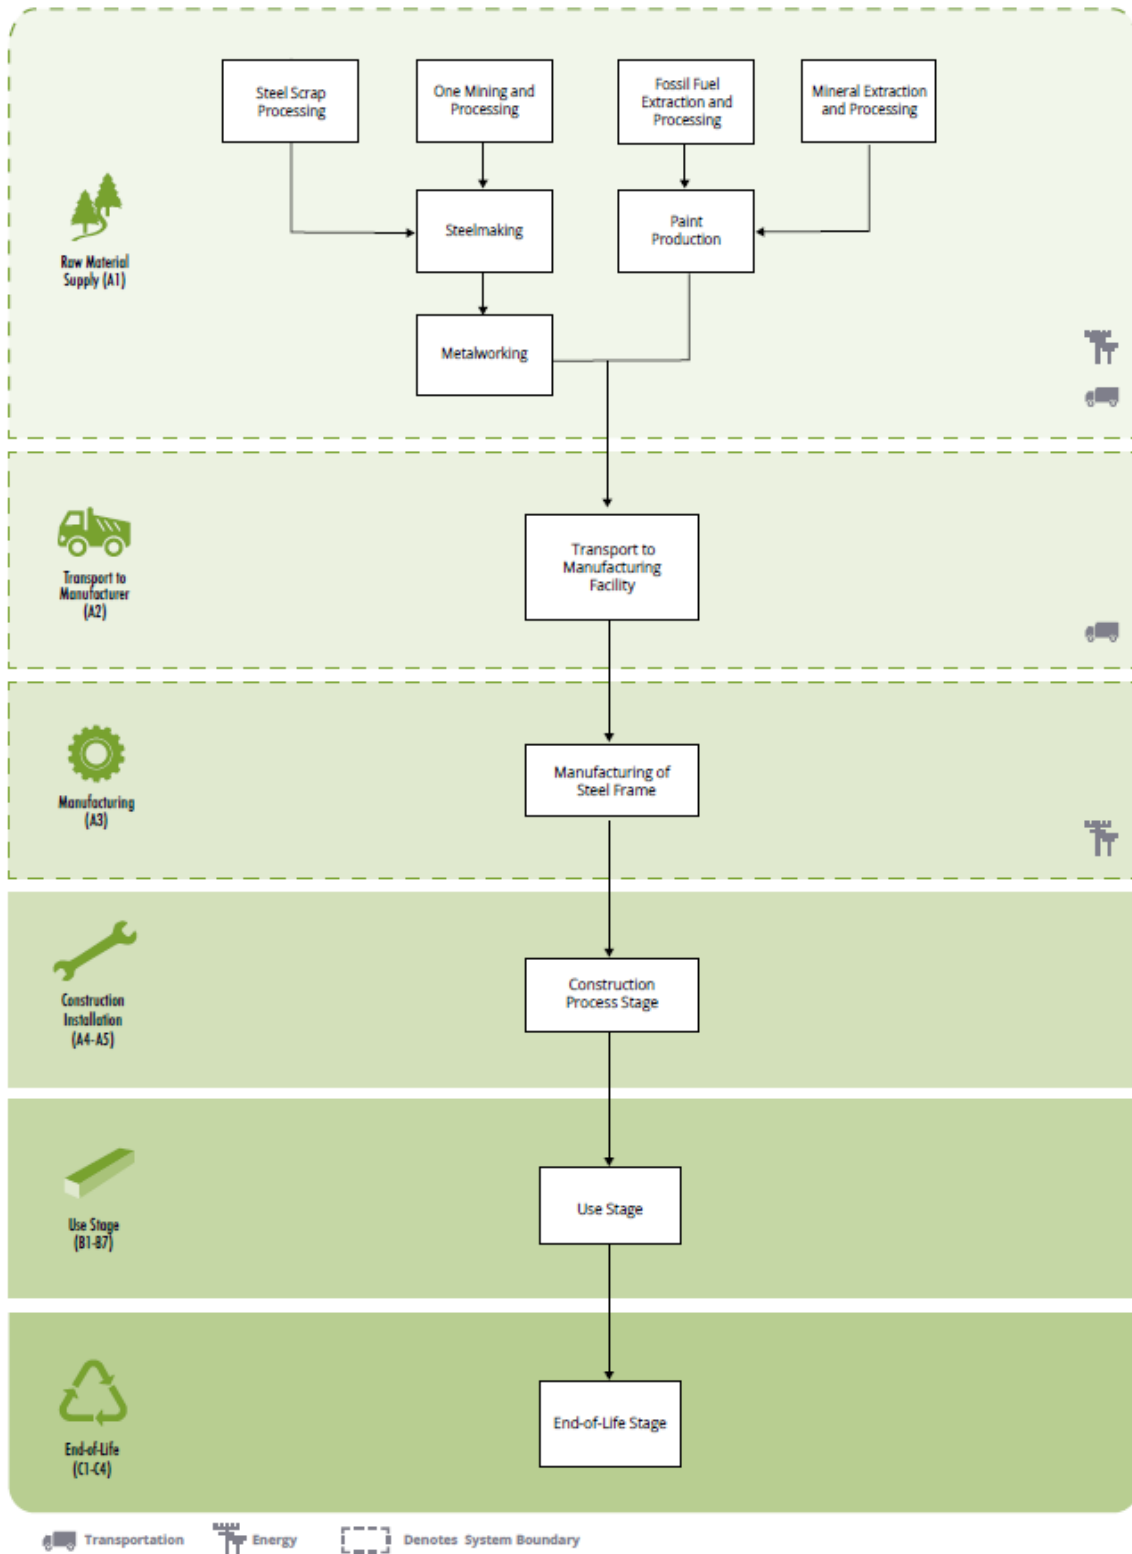 Steel Scrap
Processing
One Mining and
Processing
Fossil Fuel
Extraction and
Processing
Mineral Extraction
and Processing
Raw Material
Supply (A1)
Steelmaking
Paint
Production
Metalworking
Transport to
Manufacturer
(A2)
Transport to
Manufacturing
Facility
Manufacturing
(A3)
Manufacturing of
Steel Frame
Construction
Installation
(A4-A5)
Construction
Process Stage
Use Stage
(B1-B7)
Use Stage
End-of-Life
(C1-C4)
End-of-Life Stage
Transportation
Energy
Denotes System Boundary